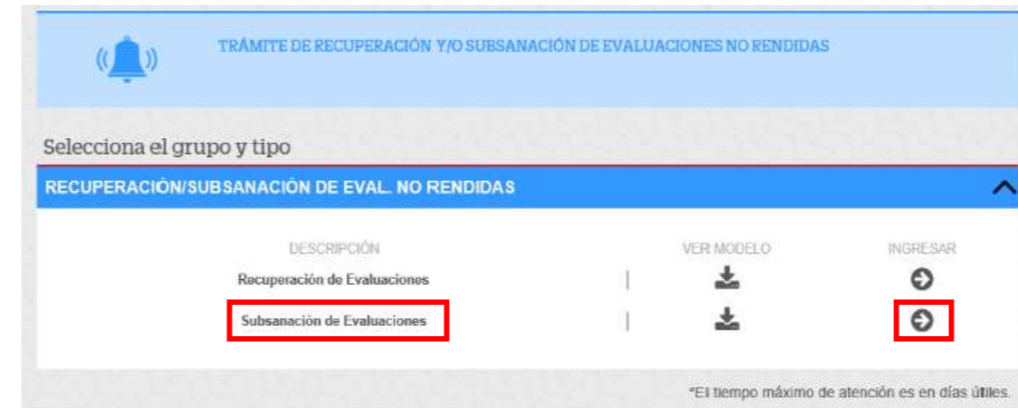 TRÁMITE DE RECUPERACIÓN Y/O SUBSANACIÓN DE EVALUACIONES NO RENDIDAS
Selecciona el grupo y tipo
RECUPERACIÓN/SUBSANACIÓN DE EVAL. NO RENDIDAS
DESCRIPCIÓN VER MODELO INGRESAR
Recuperación de Evaluaciones |
Subsanación de Evaluaciones |
*El tiempo máximo de atención es en días útiles.